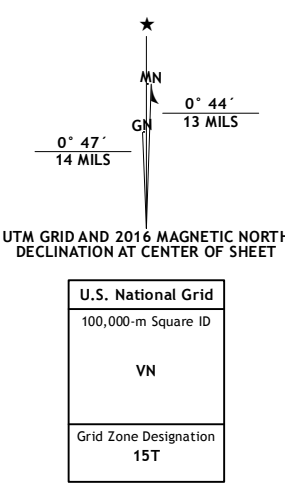 MN
0° 44´
13 MILS
GN
0° 47´
14 MILS
UTM GRID AND 2016 MAGNETIC NORTH
DECLINATION AT CENTER OF SHEET
U.S. National Grid
100,000-m Square ID
VN
Grid Zone Designation
15T